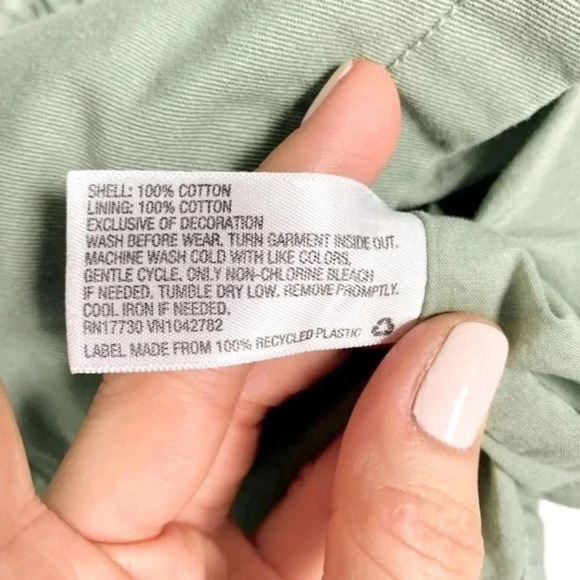 SHELL: 100% COTTON
LINING: 100% COTTON
EXCLUSIVE OF DECORATION
WASH BEFORE WEAR. TURN GARMENT INSIDE OUT.
MACHINE WASH COLD WITH LIKE COLORS,
GENTLE CYCLE. ONLY NON-CHLORINE BLEACH
IF NEEDED. TUMBLE DRY LOW. REMOVE PROMPTLY.
COOL IRON IF NEEDED.
RN17730 VN1042782
LABEL MADE FROM 100% RECYCLED PLASTIC